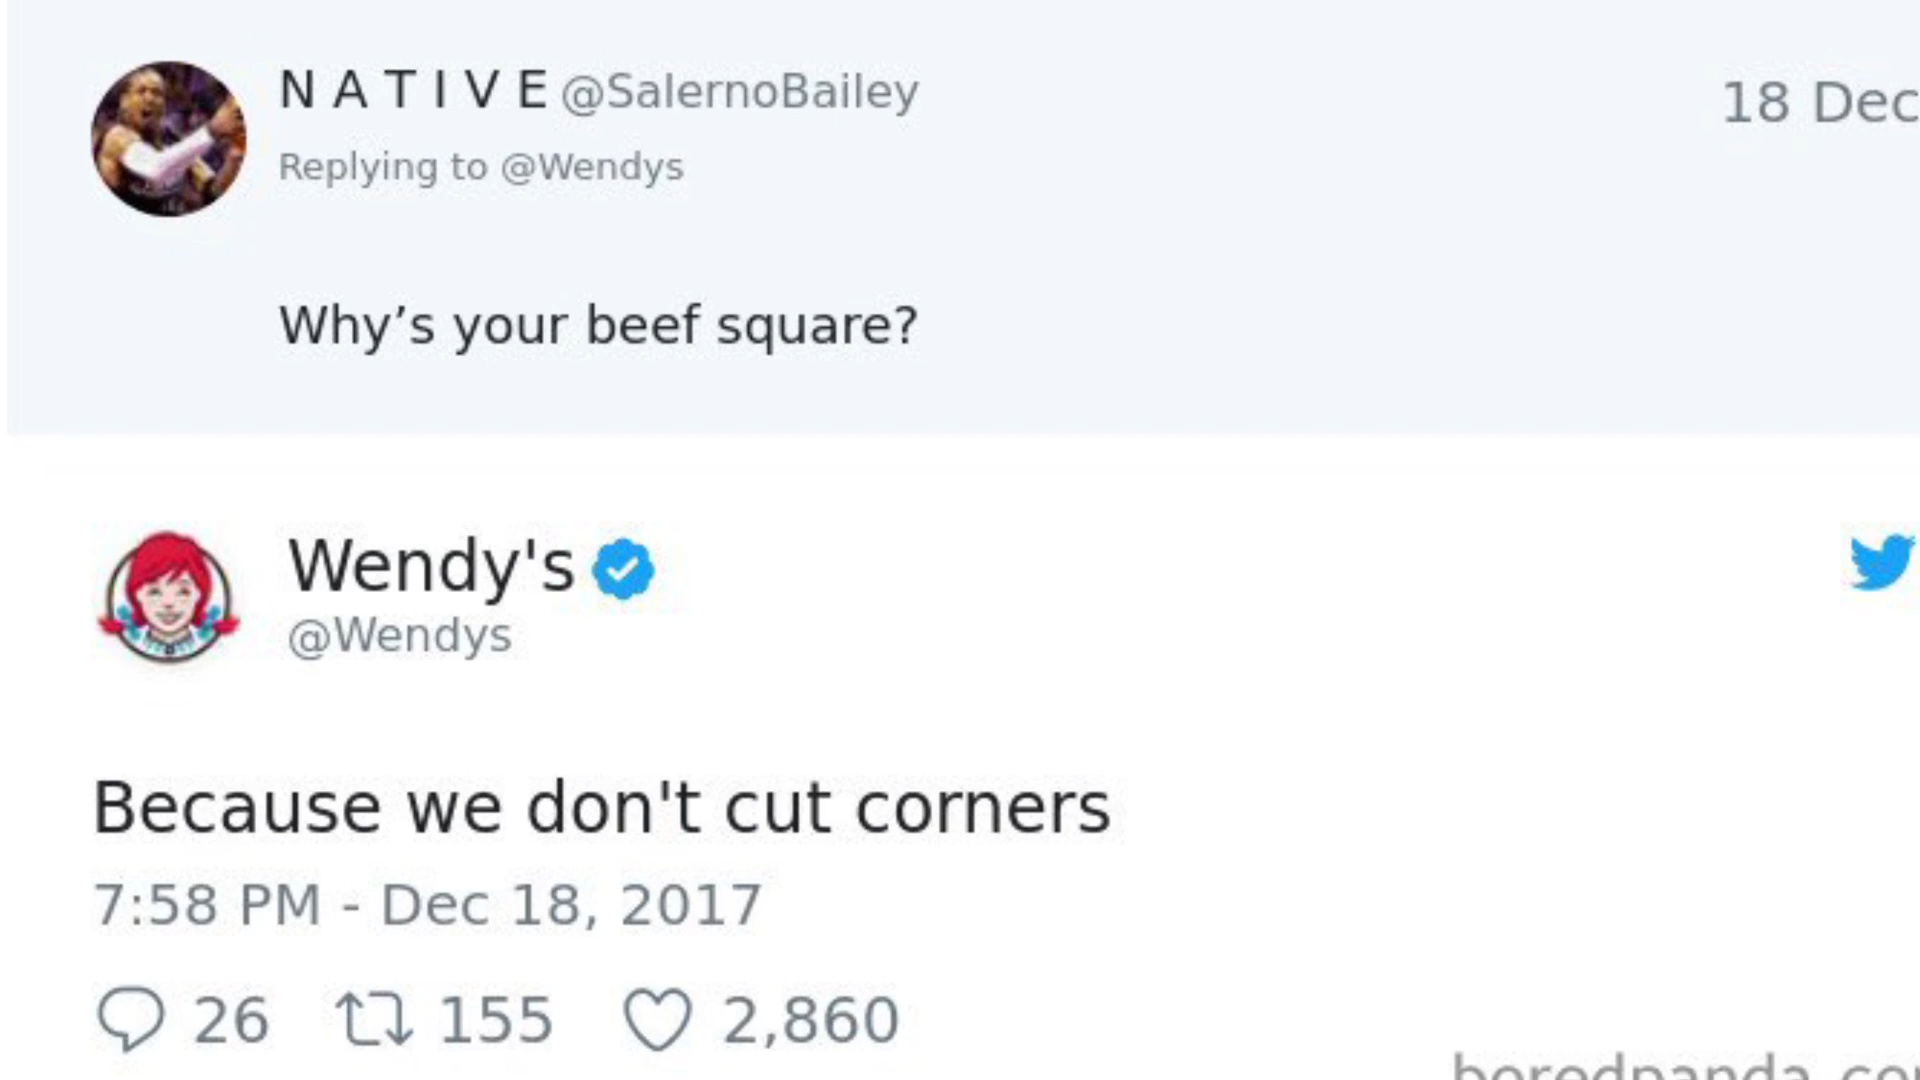 N A T I V E @SalernoBailey
18 Dec
Replying to @Wendys
Why’s your beef square?
Wendy's
@Wendys
Because we don't cut corners
7:58 PM - Dec 18, 2017
26 155 2,860